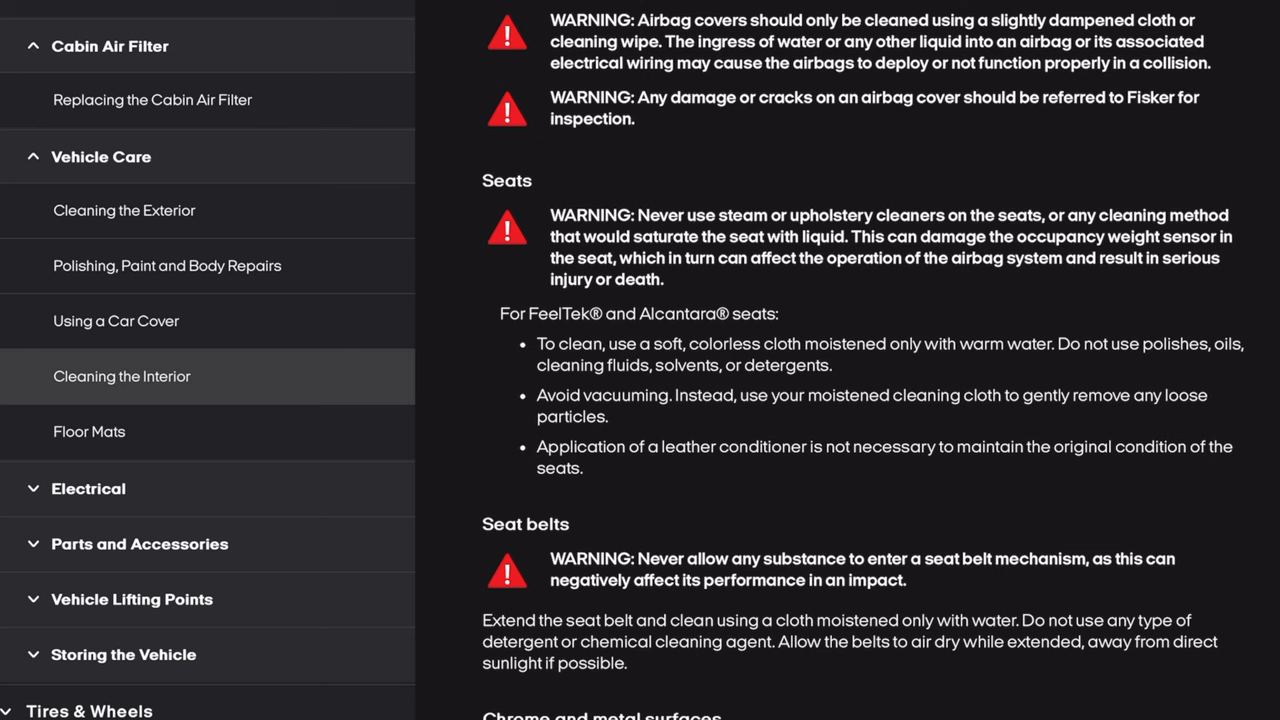 Cabin Air Filter
Replacing the Cabin Air Filter
Vehicle Care
Cleaning the Exterior
Polishing, Paint and Body Repairs
Using a Car Cover
Cleaning the Interior
Floor Mats
Electrical
Parts and Accessories
Vehicle Lifting Points
Storing the Vehicle
Tires & Wheels
WARNING: Airbag covers should only be cleaned using a slightly dampened cloth or
cleaning wipe. The ingress of water or any other liquid into an airbag or its associated
electrical wiring may cause the airbags to deploy or not function properly in a collision.
WARNING: Any damage or cracks on an airbag cover should be referred to Fisker for
inspection.
Seats
WARNING: Never use steam or upholstery cleaners on the seats, or any cleaning method
that would saturate the seat with liquid. This can damage the occupancy weight sensor in
the seat, which in turn can affect the operation of the airbag system and result in serious
injury or death.
For FeelTek® and Alcantara® seats:
• To clean, use a soft, colorless cloth moistened only with warm water. Do not use polishes, oils,
cleaning fluids, solvents, or detergents.
• Avoid vacuuming. Instead, use your moistened cleaning cloth to gently remove any loose
particles.
• Application of a leather conditioner is not necessary to maintain the original condition of the
seats.
Seat belts
WARNING: Never allow any substance to enter a seat belt mechanism, as this can
negatively affect its performance in an impact.
Extend the seat belt and clean using a cloth moistened only with water. Do not use any type of
detergent or chemical cleaning agent. Allow the belts to air dry while extended, away from direct
sunlight if possible.
Chrome and metal surfaces